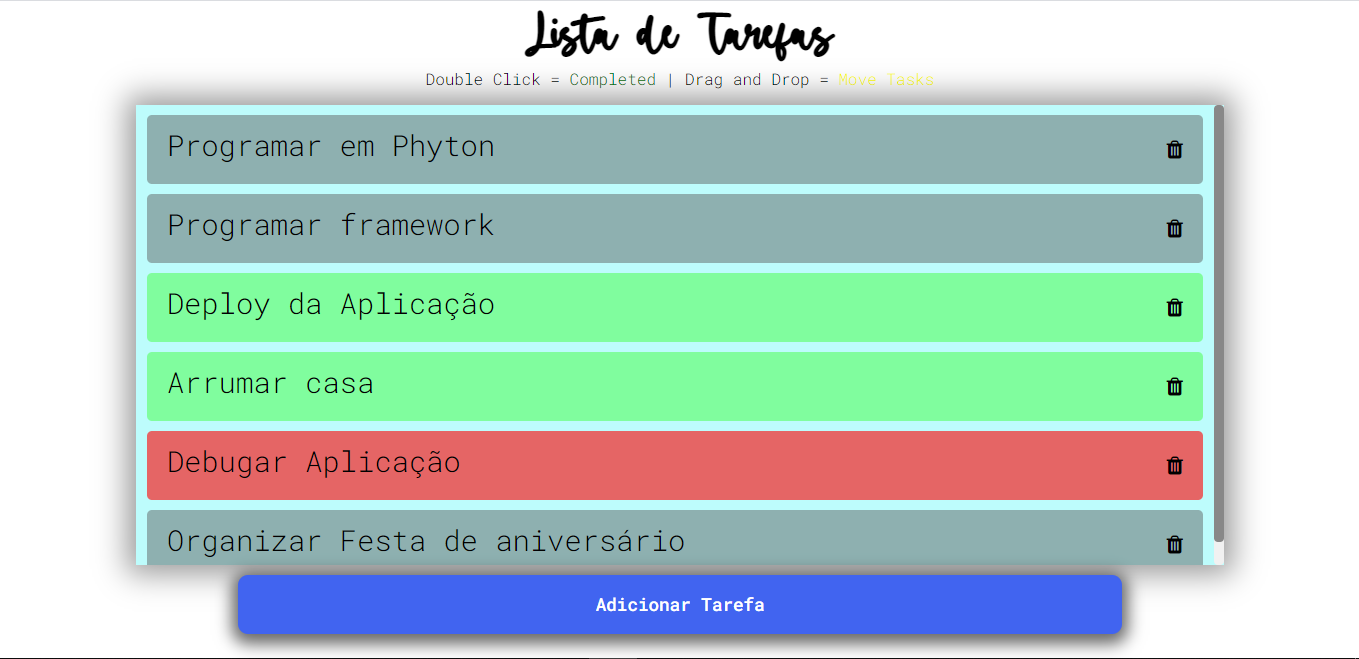 Lista de Tarefas
Double Click = Completed | Drag and Drop = Move Tasks
Programar em Phyton
Programar framework
Deploy da Aplicação
Arrumar casa
Debugar Aplicação
Organizar Festa de aniversário
Adicionar Tarefa